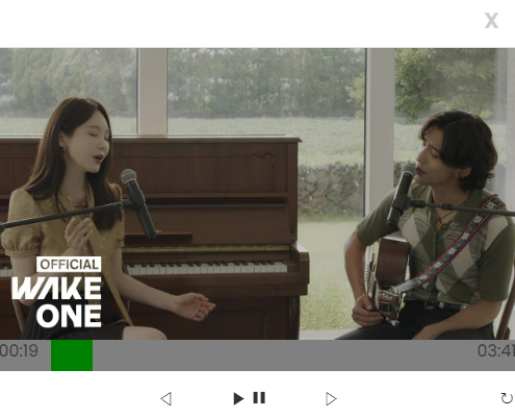 X
OFFICIAL
WAKE
ONE
00:19
03:41